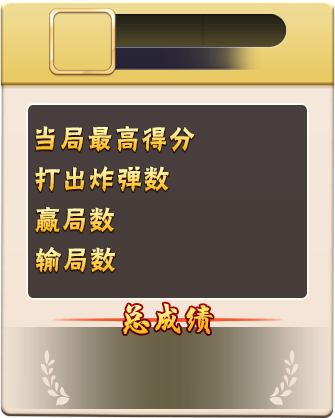 当局最高得分
打出炸弹数
赢局数
输局数
总成绩